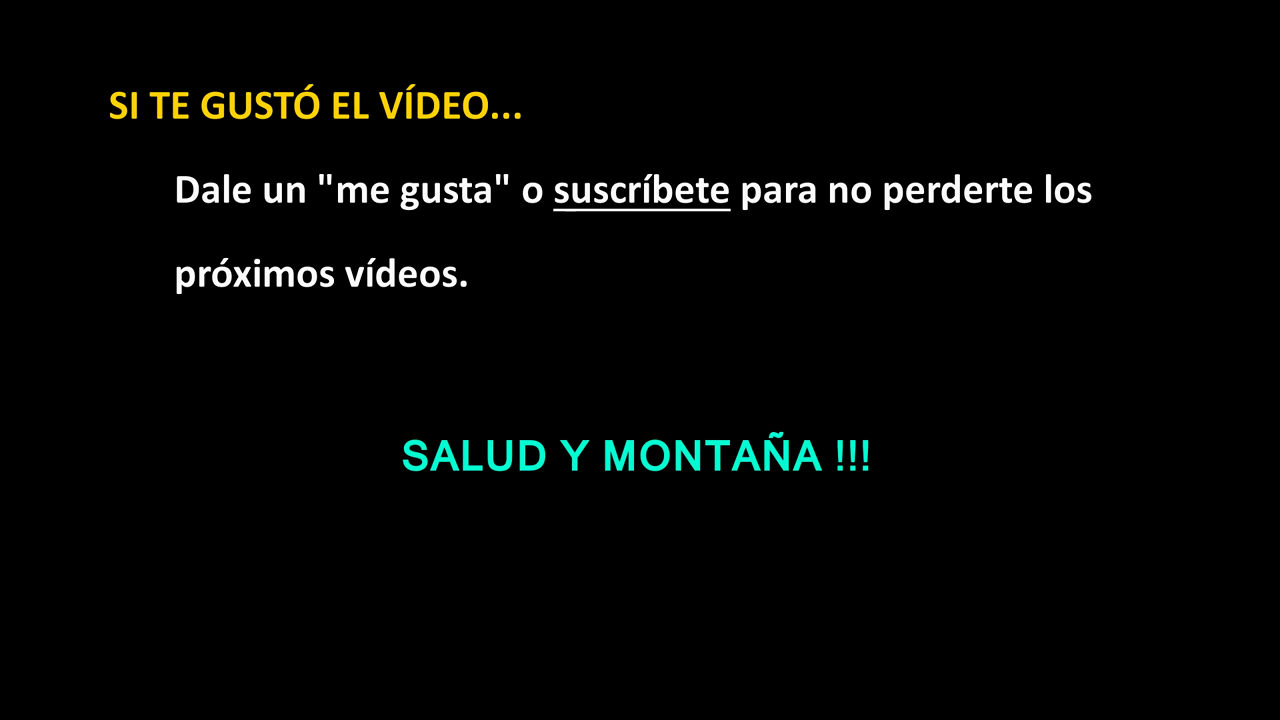 SI TE GUSTÓ EL VÍDEO...
Dale un "me gusta" o suscríbete para no perderte los
próximos vídeos.
SALUD Y MONTAÑA !!!